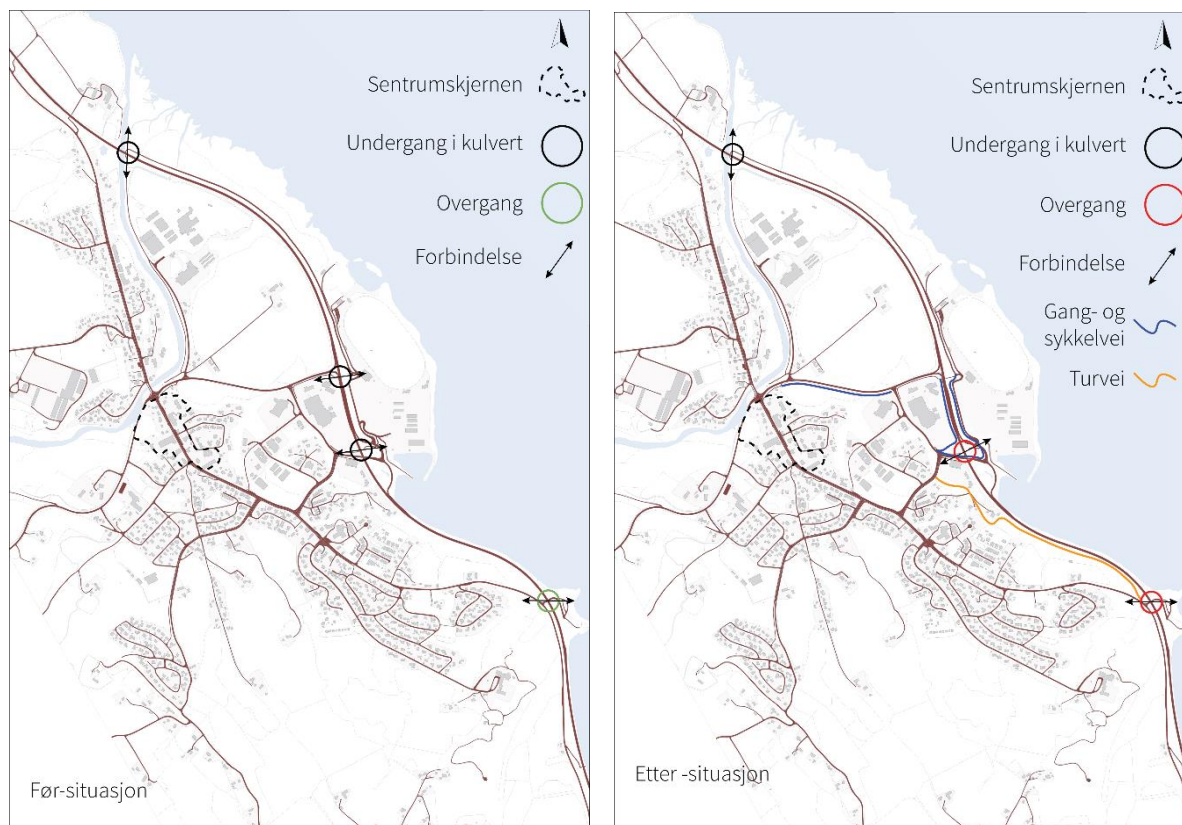 Sentrumskjernen
Undergang i kulvert
Overgang
Forbindelse
Før-situasjon
Sentrumskjernen
Undergang i kulvert
Overgang
Forbindelse
Gang- og
sykkelvei
Turvei
Etter -situasjon